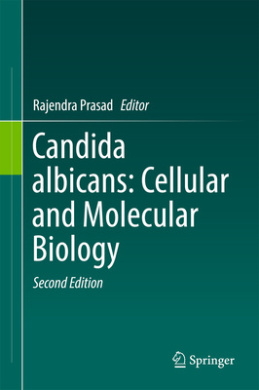 Rajendra Prasad Editor
Candida
albicans: Cellular
and Molecular
Biology
Second Edition
Springer